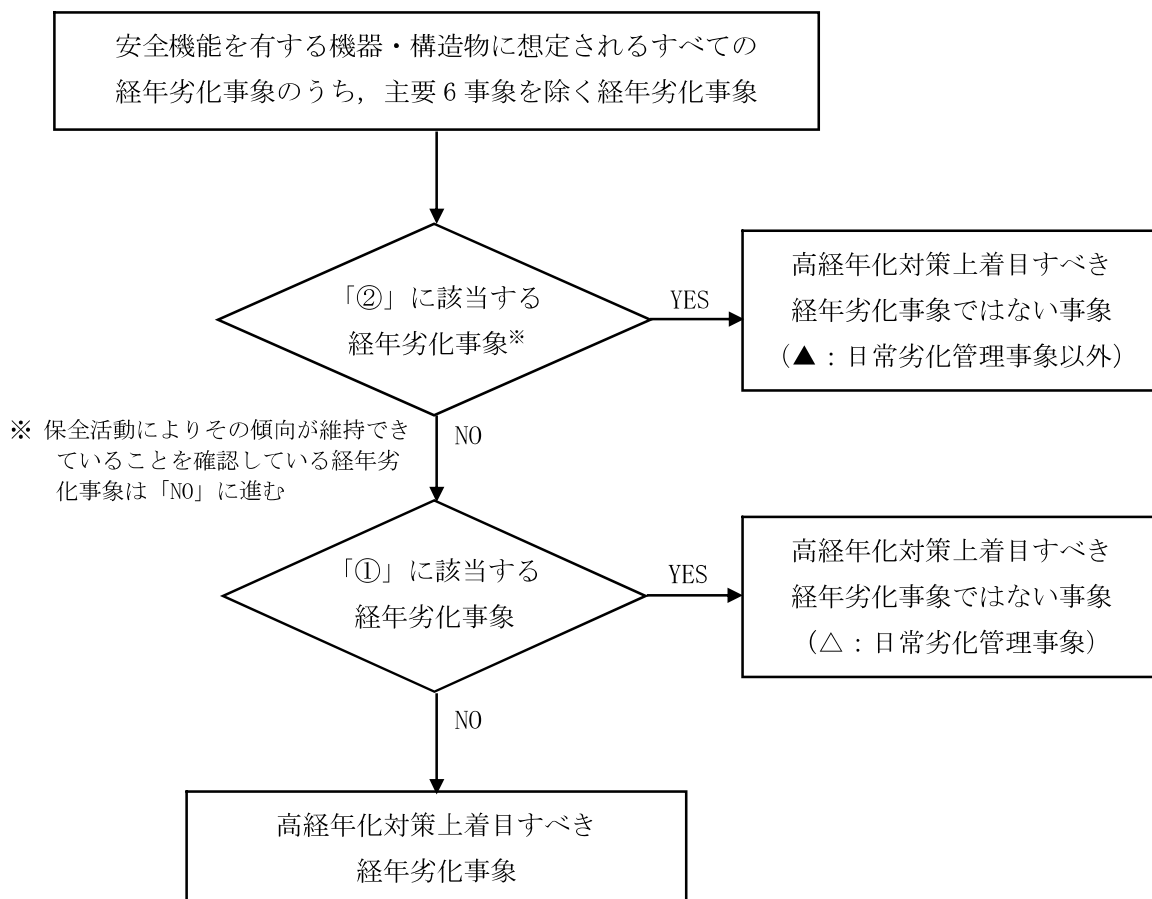 安全機能を有する機器・構造物に想定されるすべての
経年劣化事象のうち，主要６事象を除く経年劣化事象
「②」に該当する
経年劣化事象※
YES
高経年化対策上着目すべき
経年劣化事象ではない事象
（▲：日常劣化管理事象以外）
※ 保全活動によりその傾向が維持でき
ていることを確認している経年劣
化事象は「NO」に進む
NO
「①」に該当する
経年劣化事象
YES
高経年化対策上着目すべき
経年劣化事象ではない事象
（△：日常劣化管理事象）
NO
高経年化対策上着目すべき
経年劣化事象